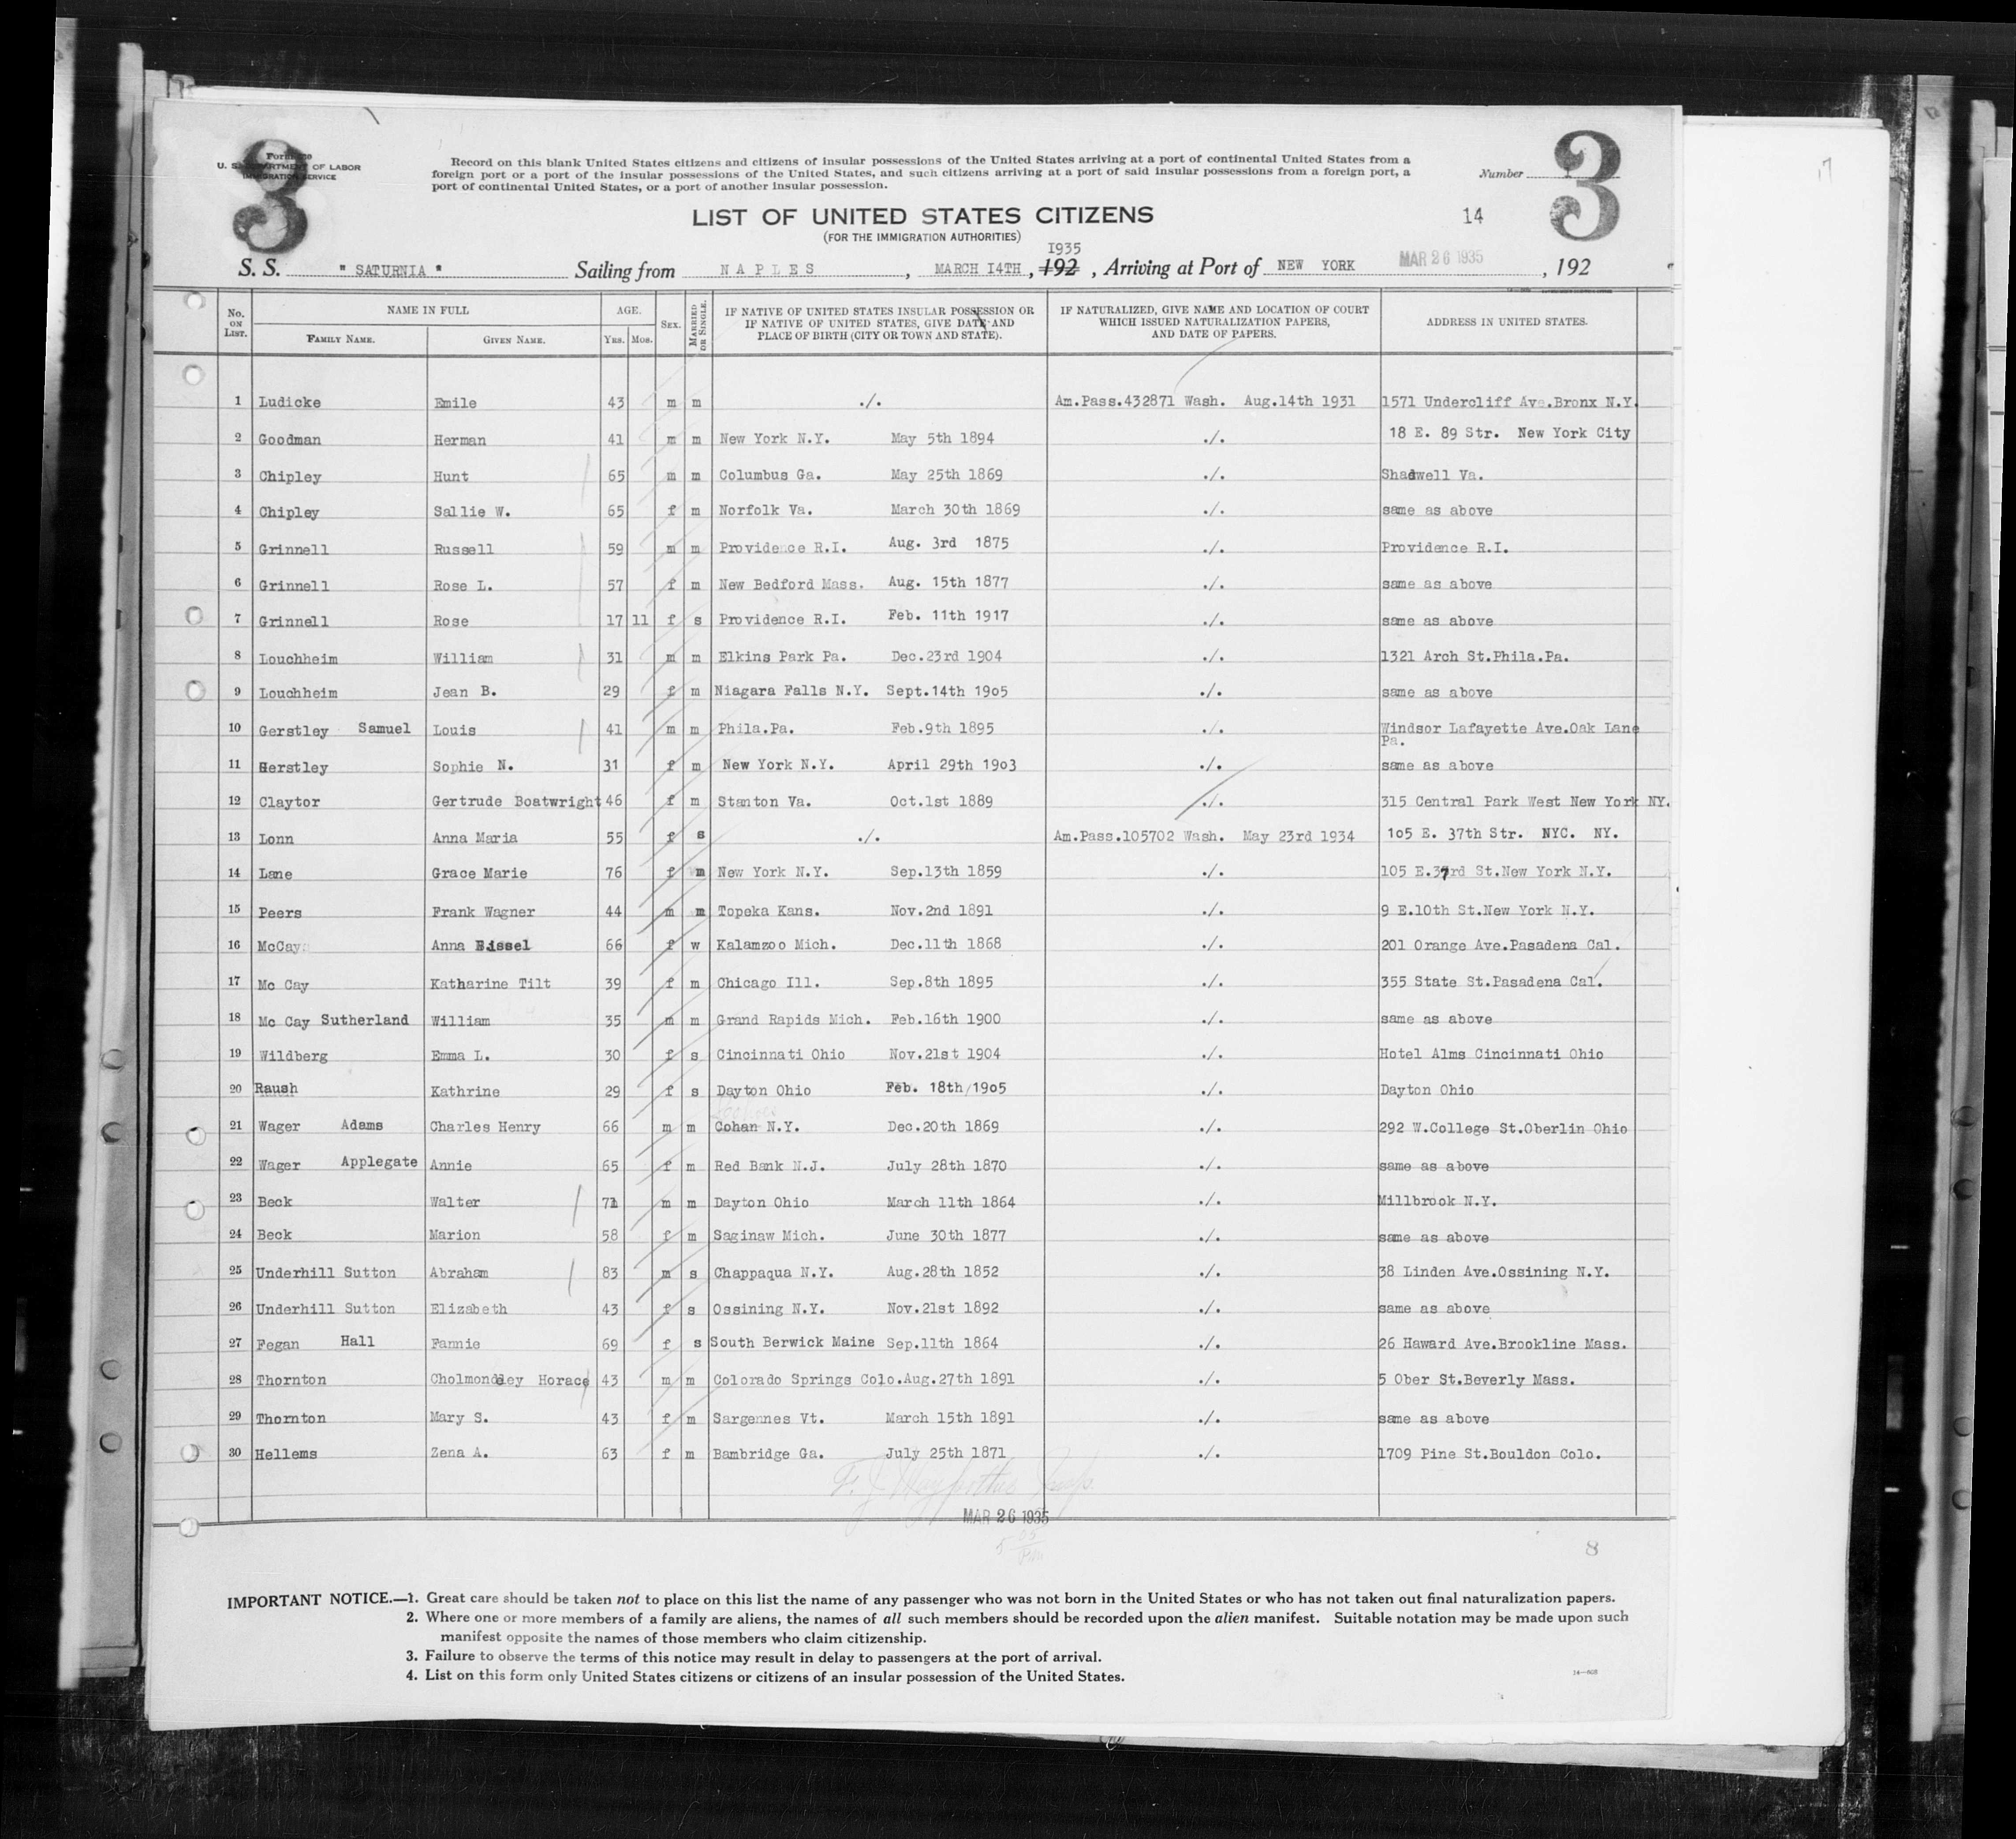 3
Form
U. S. DEPARTMENT OF LABOR
IMMIGRATION SERVICE
Record on this blank United States citizens and citizens of insular possessions of the United States arriving at a port of continental United States from a
foreign port or a port of the insular possessions of the United States, and such citizens arriving at a port of said insular possessions from a foreign port, a
port of continental United States, or a port of another insular possession.
Number 3
LIST OF UNITED STATES CITIZENS
14
(FOR THE IMMIGRATION AUTHORITIES)
1935
S. S. " SATURNIA " Sailing from NAPLES , MARCH I4TH , 192 , Arriving at Port of NEW YORK MAR 26 1935 , 192
No. ON LIST. NAME IN FULL FAMILY NAME. GIVEN NAME. AGE. YRS. MOS. SEX. MARRIED OR SINGLE. IF NATIVE OF UNITED STATES INSULAR POSSESSION OR IF NATIVE OF UNITED STATES, GIVE DATE AND PLACE OF BIRTH (CITY OR TOWN AND STATE). IF NATURALIZED, GIVE NAME AND LOCATION OF COURT WHICH ISSUED NATURALIZATION PAPERS, AND DATE OF PAPERS. ADDRESS IN UNITED STATES.
1 Ludicke Emile 43 m m ./. Am.Pass.432871 Wash. Aug.14th 1931 1571 Undercliff Ave.Bronx N.Y.
2 Goodman Herman 41 m m New York N.Y. May 5th 1894 ./. 18 E. 89 Str. New York City
3 Chipley Hunt 65 m m Columbus Ga. May 25th 1869 ./. Shadwell Va.
4 Chipley Sallie W. 65 f m Norfolk Va. March 30th 1869 ./. same as above
5 Grinnell Russell 59 m m Providence R.I. Aug. 3rd 1875 ./. Providence R.I.
6 Grinnell Rose L. 57 f m New Bedford Mass. Aug. 15th 1877 ./. same as above
7 Grinnell Rose 17 11 f s Providence R.I. Feb. 11th 1917 ./. same as above
8 Louchheim William 31 m m Elkins Park Pa. Dec.23rd 1904 ./. 1321 Arch St.Phila.Pa.
9 Louchheim Jean B. 29 f m Niagara Falls N.Y. Sept.14th 19o5 ./. same as above
10 Gerstley Samuel Louis 41 m m Phila.Pa. Feb.9th 1895 ./. Windsor Lafayette Ave.Oak Lane
Pa.
11 Gerstley Sophie N. 31 f m New York N.Y. April 29th 19o3 ./. same as above
12 Claytor Gertrude Boatwright 46 f m Stanton Va. Oct.1st 1889 ./. 315 Central Park West New York NY.
13 Lonn Anna Maria 55 f s ./. Am.Pass.105702 Wash. May 23rd 1934 1o5 E. 37th Str. NYC. NY.
14 Lane Grace Marie 76 f m New York N.Y. Sep.13th 1859 ./. 105 E.37rd St.New York N.Y.
15 Peers Frank Wagner 44 m m Topeka Kans. Nov.2nd 1891 ./. 9 E.10th St.New York N.Y.
16 McCay Anna Bissel 66 f w Kalamzoo Mich. Dec.11th 1868 ./. 201 Orange Ave.Pasadena Cal.
17 Mc Cay Katharine Tilt 39 f m Chicago Ill. Sep.8th 1895 ./. 355 State St.Pasadena Cal.
18 Mc Cay Sutherland William 35 m m Grand Rapids Mich. Feb.16th 1900 ./. same as above
19 Wildberg Emma L. 30 f s Cincinnati Ohio Nov.21st 1904 ./. Hotel Alms Cincinnati Ohio
20 Raush Kathrine 29 f s Dayton Ohio Feb. 18th 19o5 ./. Dayton Ohio
21 Wager Adams Charles Henry 66 m m Cohan N.Y. Dec.20th 1869 ./. 292 W.College St.Oberlin Ohio
22 Wager Applegate Annie 65 f m Red Bank N.J. July 28th 1870 ./. same as above
23 Beck Walter 71 m m Dayton Ohio March 11th 1864 ./. Millbrook N.Y.
24 Beck Marion 58 f m Saginaw Mich. June 30th 1877 ./. same as above
25 Underhill Sutton Abraham 83 m s Chappaqua N.Y. Aug.28th 1852 ./. 38 Linden Ave.Ossining N.Y.
26 Underhill Sutton Elizabeth 43 f s Ossining N.Y. Nov.21st 1892 ./. same as above
27 Fegan Hall Fannie 69 f s South Berwick Maine Sep.11th 1864 ./. 26 Haward Ave.Brookline Mass.
28 Thornton Cholmondeley Horace 43 m m Colorado Springs Colo.Aug.27th 1891 ./. 5 Ober St.Beverly Mass.
29 Thornton Mary S. 43 f m Sargennes Vt. March 15th 1891 ./. same as above
30 Hellems Zena A. 63 f m Bambridge Ga. July 25th 1871 ./. 1709 Pine St.Bouldon Colo.
MAR 26 1935
8
IMPORTANT NOTICE.—1. Great care should be taken not to place on this list the name of any passenger who was not born in the United States or who has not taken out final naturalization papers.
2. Where one or more members of a family are aliens, the names of all such members should be recorded upon the alien manifest. Suitable notation may be made upon such
manifest opposite the names of those members who claim citizenship.
3. Failure to observe the terms of this notice may result in delay to passengers at the port of arrival.
4. List on this form only United States citizens or citizens of an insular possession of the United States.